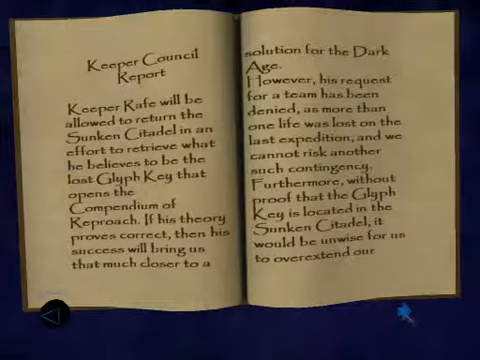 Keeper Council
Report
Keeper Rafe will be
allowed to return the
Sunken Citadel in an
effort to retrieve what
he believes to be the
lost Glyph Key that
opens the
Compendium of
Reproach. If his theory
proves correct, then his
success will bring us
that much closer to a
solution for the Dark
Age.
However, his request
for a team has been
denied, as more than
one life was lost on the
last expedition, and we
cannot risk another
such contingency.
Furthermore, without
proof that the Glyph
Key is located in the
Sunken Citadel, it
would be unwise for us
to overextend our